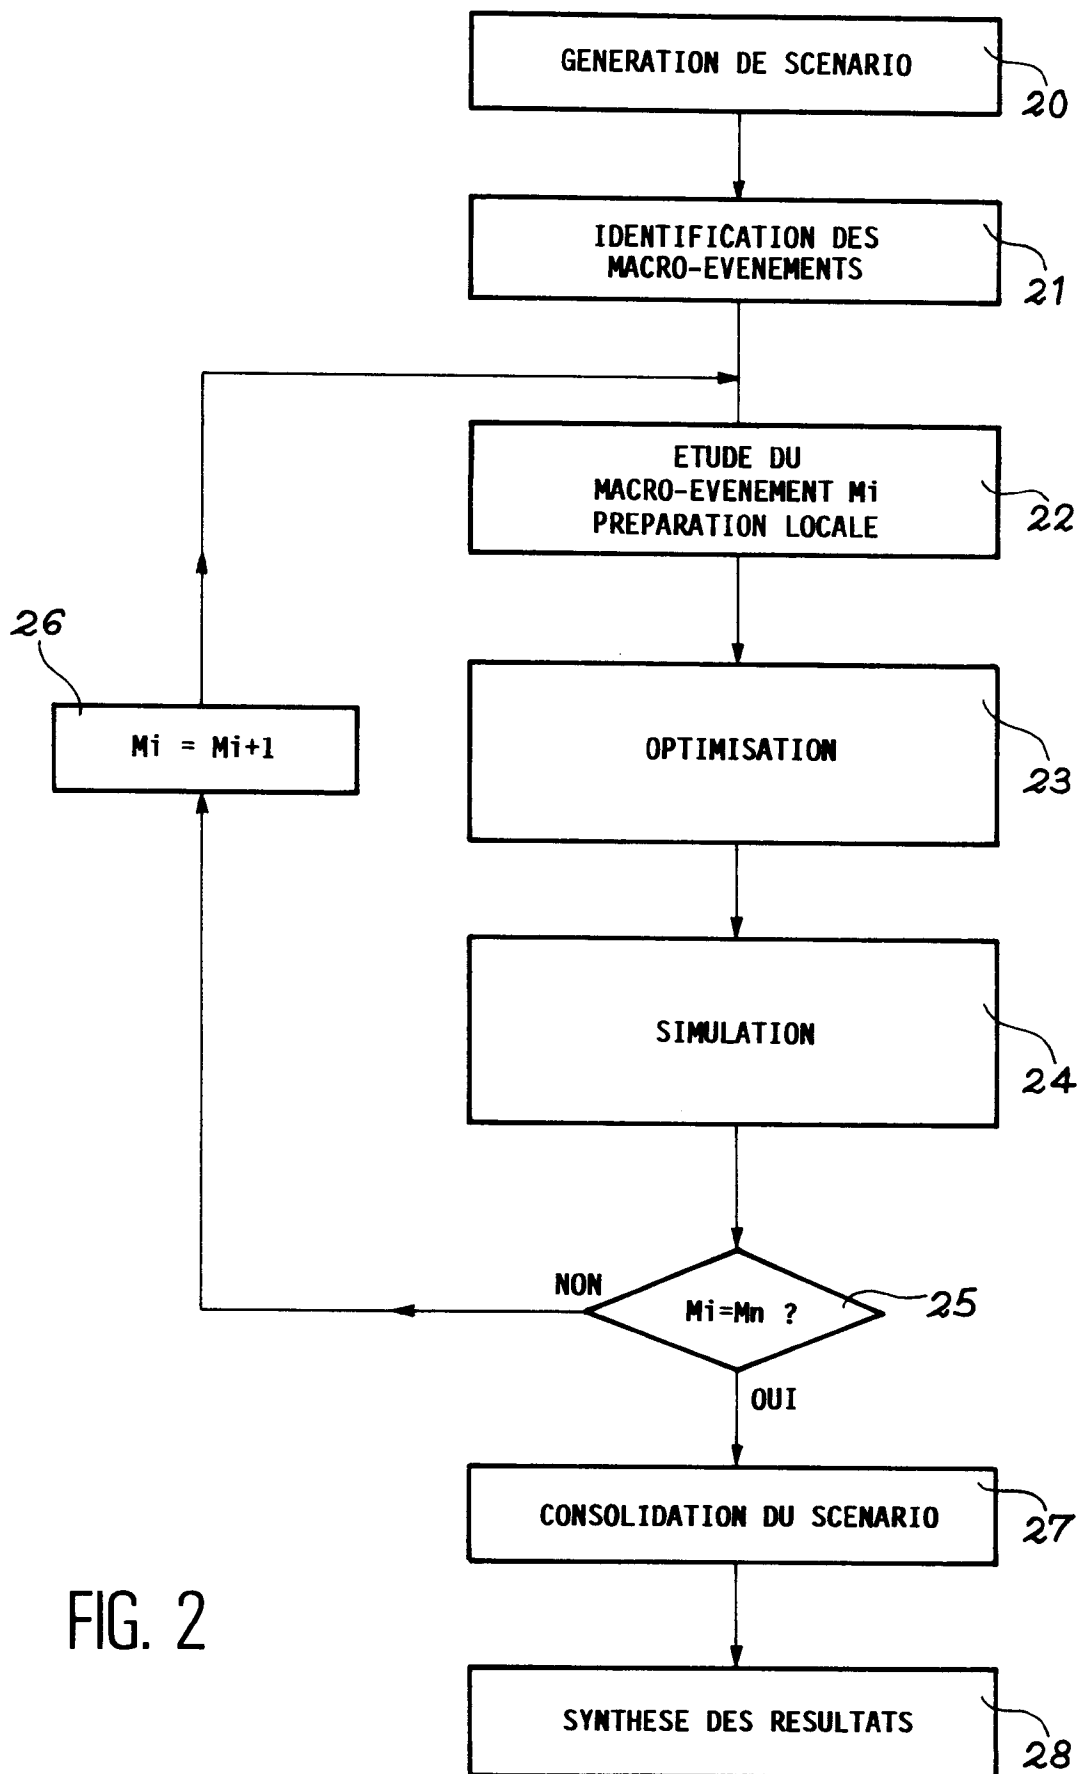 GENERATION DE SCENARIO
20
IDENTIFICATION DES
MACRO-EVENEMENTS
21
ETUDE DU
MACRO-EVENEMENT Mi
PREPARATION LOCALE
22
26
Mi = Mi+1
OPTIMISATION
23
SIMULATION
24
NON
Mi=Mn ?
25
OUI
CONSOLIDATION DU SCENARIO
27
FIG. 2
SYNTHESE DES RESULTATS
28